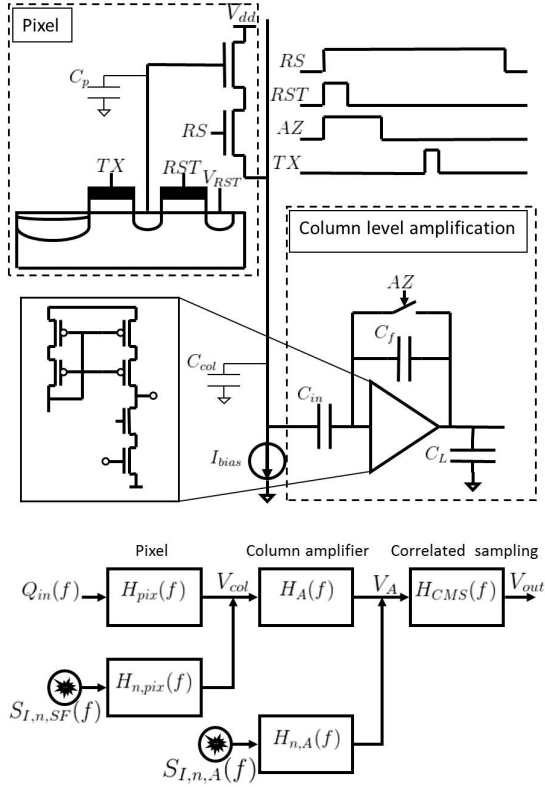 Pixel
V_dd
C_p
RS
TX
RST
V_RST
RS
RST
AZ
TX
Column level amplification
AZ
C_f
C_col
C_in
I_bias
C_L
Pixel
Column amplifier
Correlated sampling
Q_in(f)
H_pix(f)
V_col
H_A(f)
V_A
H_CMS(f)
V_out
H_n,pix(f)
S_I,n,SF(f)
H_n,A(f)
S_I,n,A(f)